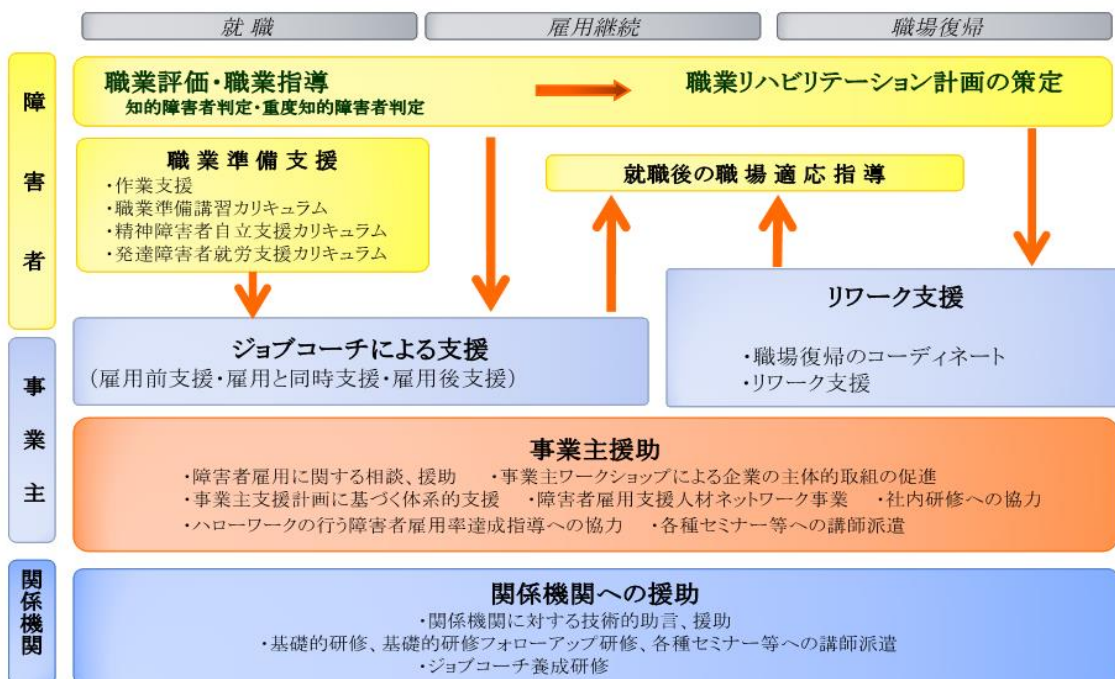 就 職
雇用継続
職場復帰
障害者
職業評価・職業指導
知的障害者判定・重度知的障害者判定
職業リハビリテーション計画の策定
職業準備支援
・作業支援
・職業準備講習カリキュラム
・精神障害者自立支援カリキュラム
・発達障害者就労支援カリキュラム
就職後の職場適応指導
ジョブコーチによる支援
(雇用前支援・雇用と同時支援・雇用後支援)
リワーク支援
・職場復帰のコーディネート
・リワーク支援
事業主
事業主援助
・障害者雇用に関する相談、援助 ・事業主ワークショップによる企業の主体的取組の促進
・事業主支援計画に基づく体系的支援 ・障害者雇用支援人材ネットワーク事業 ・社内研修への協力
・ハローワークの行う障害者雇用率達成指導への協力 ・各種セミナー等への講師派遣
関係機関
関係機関への援助
・関係機関に対する技術的助言、援助
・基礎的研修、基礎的研修フォローアップ研修、各種セミナー等への講師派遣
・ジョブコーチ養成研修